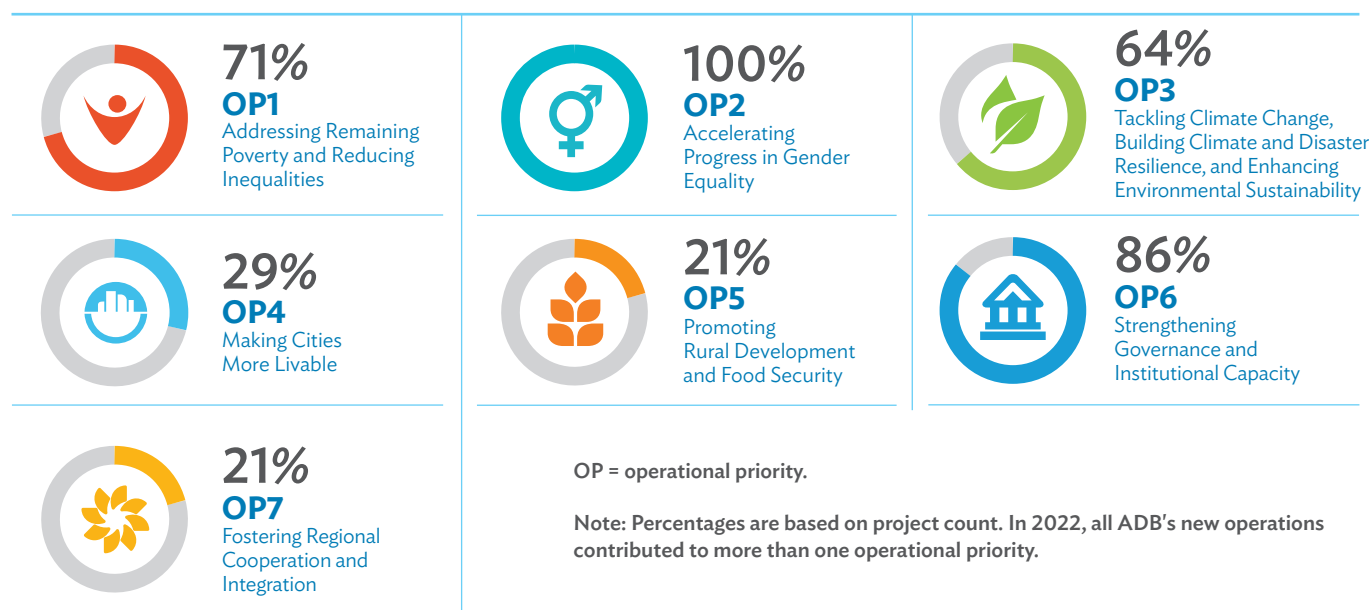 71%
OP1
Addressing Remaining
Poverty and Reducing
Inequalities
100%
OP2
Accelerating
Progress in Gender
Equality
64%
OP3
Tackling Climate Change,
Building Climate and Disaster
Resilience, and Enhancing
Environmental Sustainability
29%
OP4
Making Cities
More Livable
21%
OP5
Promoting
Rural Development
and Food Security
86%
OP6
Strengthening
Governance and
Institutional Capacity
21%
OP7
Fostering Regional
Cooperation and
Integration
OP = operational priority.
Note: Percentages are based on project count. In 2022, all ADB's new operations
contributed to more than one operational priority.